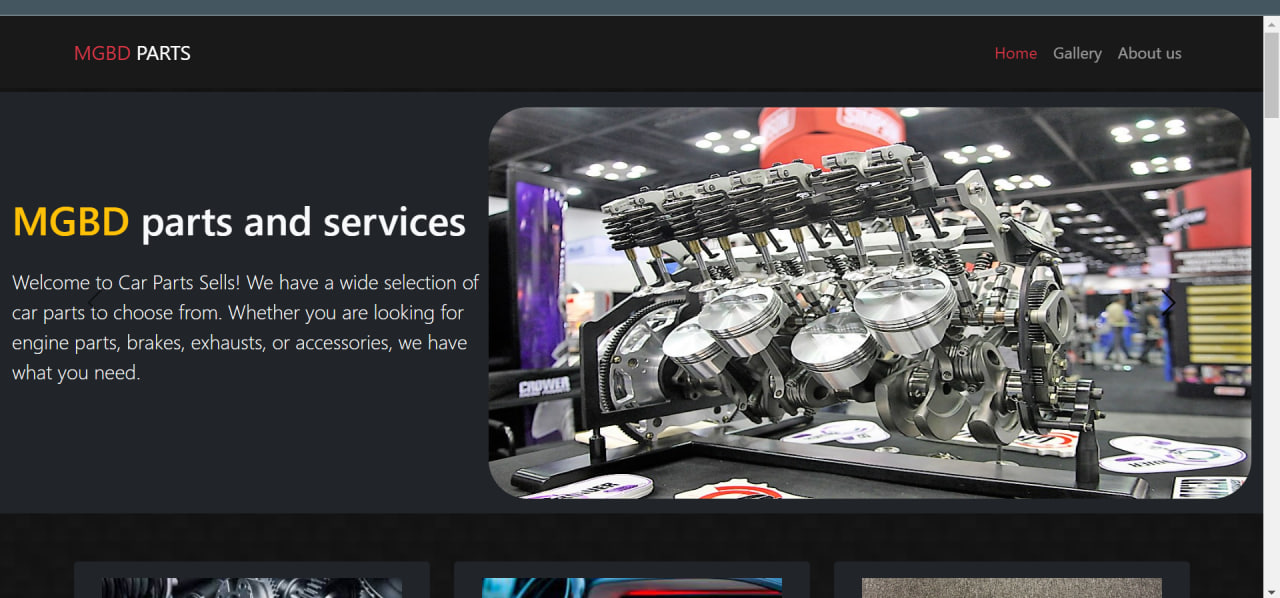 MGBD PARTS
Home
Gallery
About us
MGBD parts and services
Welcome to Car Parts Sells! We have a wide selection of
car parts to choose from. Whether you are looking for
engine parts, brakes, exhausts, or accessories, we have
what you need.
CROWER